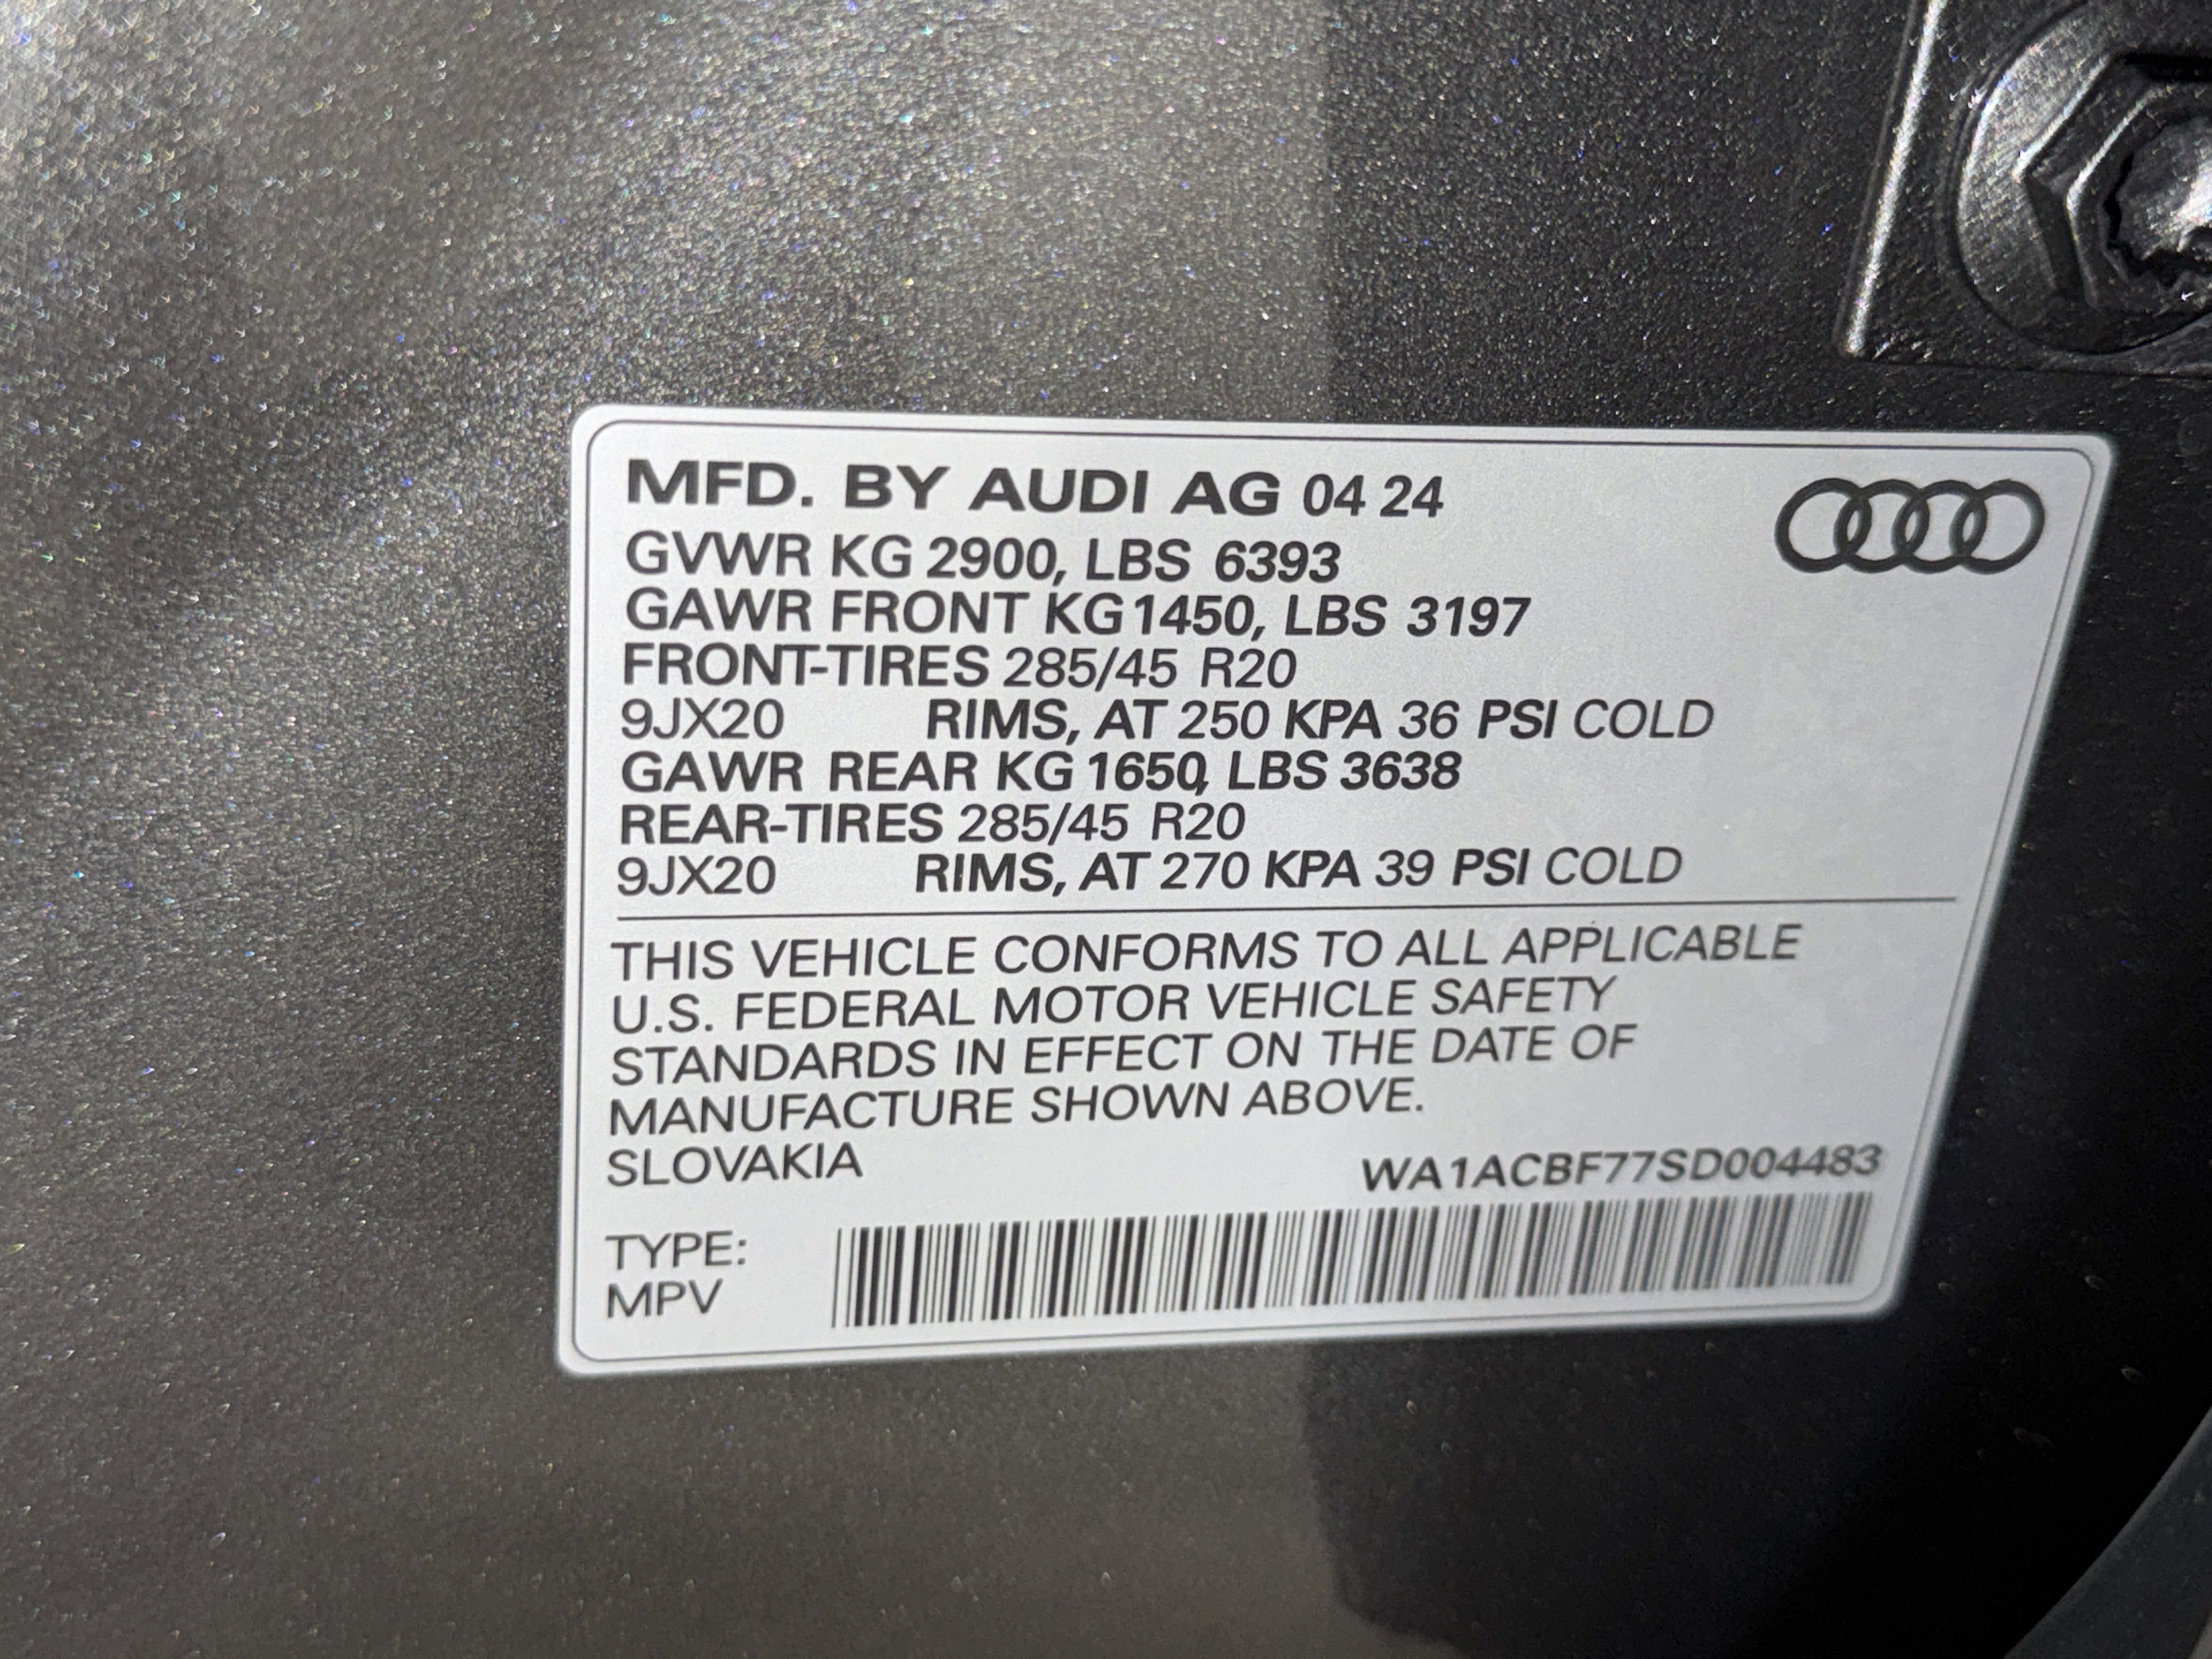 MFD. BY AUDI AG 04 24
GVWR KG 2900, LBS 6393
GAWR FRONT KG 1450, LBS 3197
FRONT-TIRES 285/45 R20
9JX20 RIMS, AT 250 KPA 36 PSI COLD
GAWR REAR KG 1650, LBS 3638
REAR-TIRES 285/45 R20
9JX20 RIMS, AT 270 KPA 39 PSI COLD
THIS VEHICLE CONFORMS TO ALL APPLICABLE
U.S. FEDERAL MOTOR VEHICLE SAFETY
STANDARDS IN EFFECT ON THE DATE OF
MANUFACTURE SHOWN ABOVE.
SLOVAKIA WA1ACBF77SD004483
TYPE:
MPV